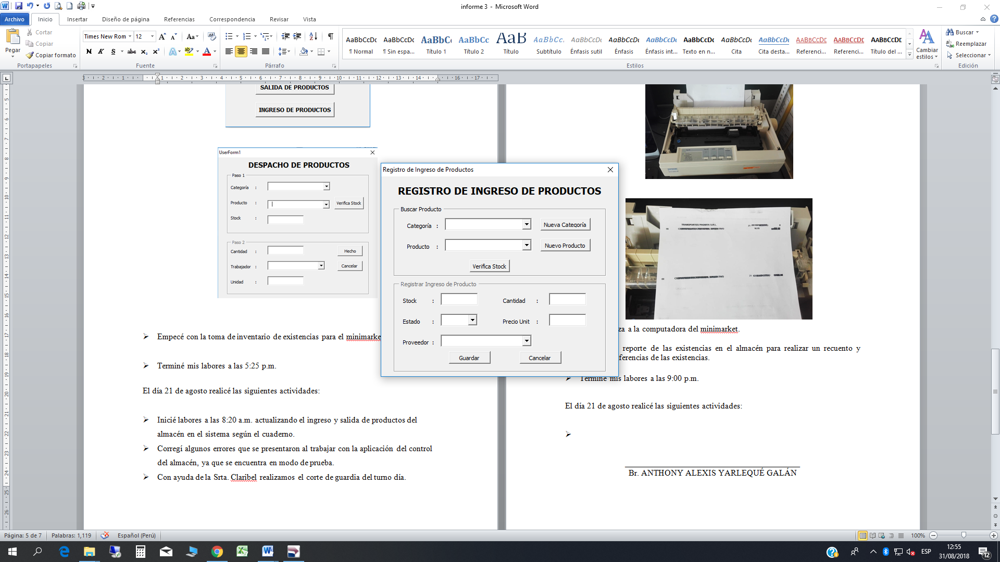 informe 3 - Microsoft Word
Archivo
Inicio
Insertar
Diseño de página
Referencias
Correspondencia
Revisar
Vista
Pegar
Cortar
Copiar
Copiar formato
Portapapeles
Times New Rom
12
Fuente
Párrafo
AaBbCcDc
¶ Normal
AaBbCcDc
¶ Sin espa...
AaBbC
Título 1
AaBbCc
Título 2
AaB
Título
AaBbCc.
Subtítulo
AaBbCcDc
Énfasis sutil
AaBbCcDc
Énfasis
AaBbCcDc
Énfasis int...
AaBbCcDc
Texto en n...
AaBbCcDc
Cita
AaBbCcDc
Cita desta...
AABBCCDE
Referenci...
AABBCCDE
Referenci...
AABBCCDE
Título del ...
Estilos
Cambiar
estilos
Buscar
Reemplazar
Seleccionar
Edición
SALIDA DE PRODUCTOS
INGRESO DE PRODUCTOS
UserForm1
DESPACHO DE PRODUCTOS
Paso 1
Categoría :
Producto :
Verifica Stock
Stock :
Paso 2
Cantidad :
Hecho
Trabajador :
Cancelar
Unidad :
Empecé con la toma de inventario de existencias para el minimarke
Terminé mis labores a las 5:25 p.m.
El día 21 de agosto realicé las siguientes actividades:
Inicié labores a las 8:20 a.m. actualizando el ingreso y salida de productos del
almacén en el sistema según el cuaderno.
Corregí algunos errores que se presentaron al trabajar con la aplicación del control
del almacén, ya que se encuentra en modo de prueba.
Con ayuda de la Srta. Claribel realizamos el corte de guardia del turno día.
Registro de Ingreso de Productos
REGISTRO DE INGRESO DE PRODUCTOS
Buscar Producto
Categoría :
Nueva Categoría
Producto :
Nuevo Producto
Verifica Stock
Registrar Ingreso de Producto
Stock :
Cantidad :
Estado :
Precio Unit :
Proveedor :
Guardar
Cancelar
TRANSPORTES PAUNTA S.R.L.
za a la computadora del minimarket.
reporte de las existencias en el almacén para realizar un recuento y
ferencias de las existencias.
Terminé mis labores a las 9:00 p.m.
El día 21 de agosto realicé las siguientes actividades:
Br. ANTHONY ALEXIS YARLEQUÉ GALÁN
Página: 5 de 7
Palabras: 1,119
Español (Perú)
100%
ESP
12:55
31/08/2018
12